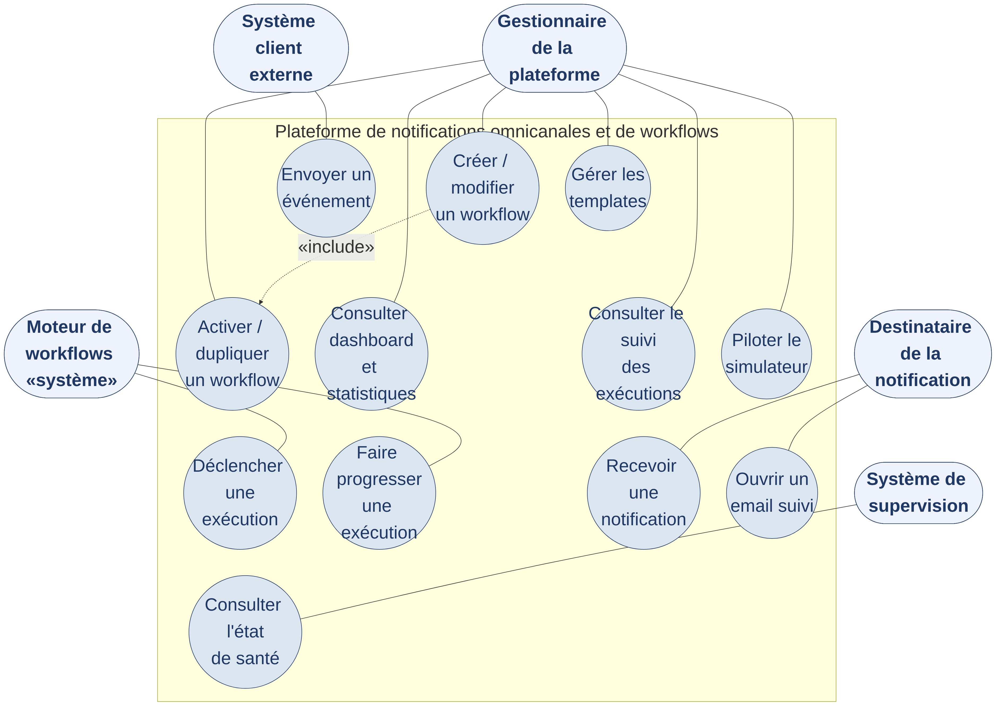 Système
client
externe
Gestionnaire
de la
plateforme
Plateforme de notifications omnicanales et de workflows
Envoyer un
événement
Créer /
modifier
un workflow
Gérer les
templates
«include»
Moteur de
workflows
«système»
Activer /
dupliquer
un workflow
Consulter
dashboard
et
statistiques
Consulter le
suivi
des
exécutions
Piloter le
simulateur
Destinataire
de la
notification
Déclencher
une
exécution
Faire
progresser
une
exécution
Recevoir
une
notification
Ouvrir un
email suivi
Système de
supervision
Consulter
l'état
de santé